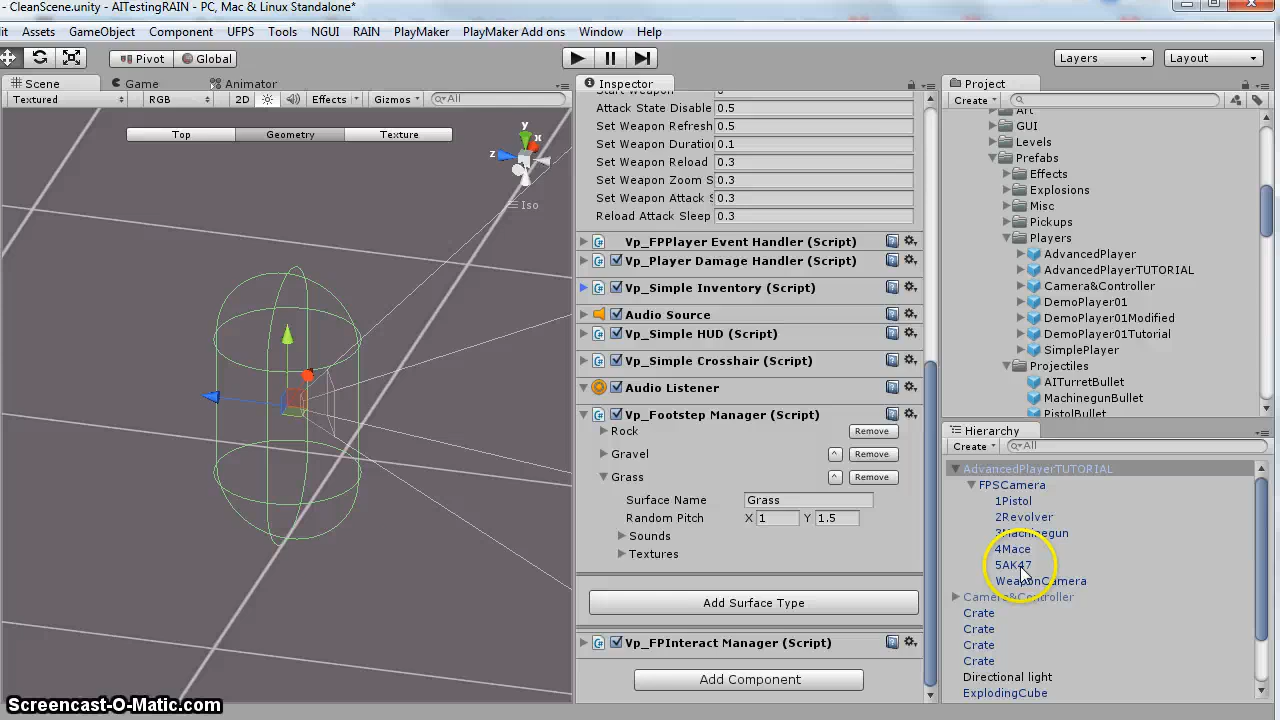 - CleanScene.unity - AITestingRAIN - PC, Mac & Linux Standalone*
it Assets GameObject Component UFPS Tools NGUI RAIN PlayMaker PlayMaker Add ons Window Help
Pivot Global Layers Layout
Scene Game Animator
Textured RGB 2D Effects Gizmos All
Top Geometry Texture
y
x
z
Iso
Inspector
Attack State Disable 0.5
Set Weapon Refresh 0.5
Set Weapon Duratio 0.1
Set Weapon Reload 0.3
Set Weapon Zoom S 0.3
Set Weapon Attack S 0.3
Reload Attack Sleep 0.3
Vp_FPPlayer Event Handler (Script)
Vp_Player Damage Handler (Script)
Vp_Simple Inventory (Script)
Audio Source
Vp_Simple HUD (Script)
Vp_Simple Crosshair (Script)
Audio Listener
Vp_Footstep Manager (Script)
Rock Remove
Gravel ^ Remove
Grass ^ Remove
Surface Name Grass
Random Pitch X 1 Y 1.5
Sounds
Textures
Add Surface Type
Vp_FPInteract Manager (Script)
Add Component
Project
Create
Art
GUI
Levels
Prefabs
Effects
Explosions
Misc
Pickups
Players
AdvancedPlayer
AdvancedPlayerTUTORIAL
Camera&Controller
DemoPlayer01
DemoPlayer01Modified
DemoPlayer01Tutorial
SimplePlayer
Projectiles
AITurretBullet
MachinegunBullet
PistolBullet
Hierarchy
Create All
AdvancedPlayerTUTORIAL
FPSCamera
1Pistol
2Revolver
3Machinegun
4Mace
5AK47
WeaponCamera
Camera&Controller
Crate
Crate
Crate
Crate
Directional light
ExplodingCube
Screencast-O-Matic.com